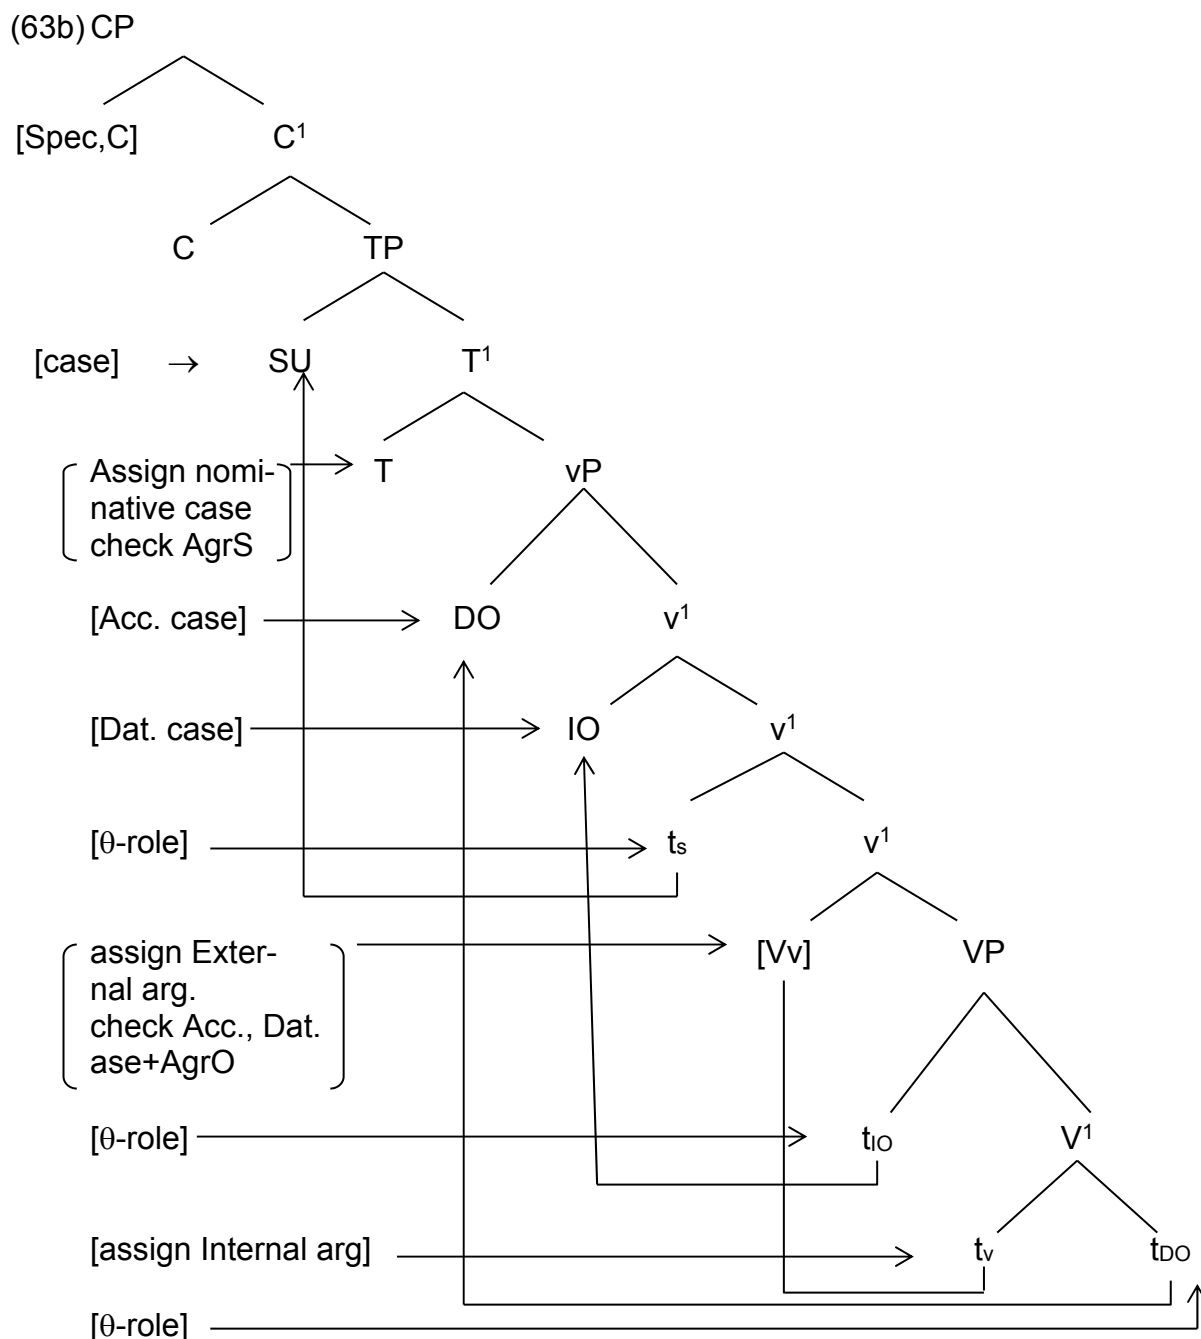 (63b) CP
[Spec,C] C¹
C TP
[case] → SU T¹
Assign nomi- T vP
native case
check AgrS
[Acc. case] DO v¹
[Dat. case] IO v¹
[θ-role] ts v¹
assign Exter- [Vv] VP
nal arg.
check Acc., Dat.
ase+AgrO
[θ-role] tIO V¹
[assign Internal arg] tv tDO
[θ-role]